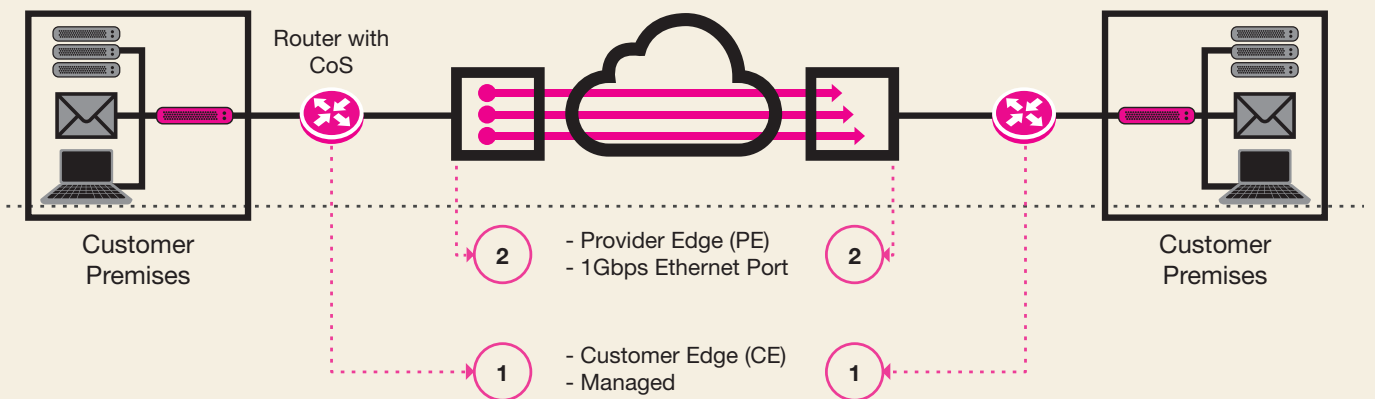 Router with
CoS
Customer
Premises
2
- Provider Edge (PE)
- 1Gbps Ethernet Port
2
Customer
Premises
1
- Customer Edge (CE)
- Managed
1